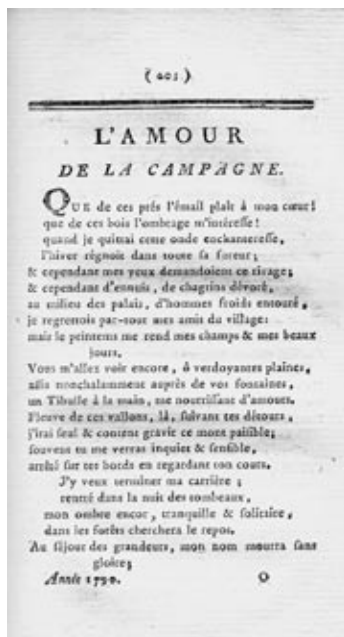 ( 201 )
L'AMOUR
DE LA CAMPAGNE.
QUE de ces prés l'émail plaît à mon cœur!
que de ces bois l'ombrage m'intéresse!
quand je quittai cette onde enchanteresse,
l'hiver régnoit dans toute sa fureur;
& cependant mes yeux demandoient ce rivage;
& cependant d'ennuis, de chagrins dévoré,
au milieu des palais, d'hommes froids entouré,
je regrettois par-tout mes amis du village:
mais le printems me rend mes champs & mes beaux
jours.
Vous m'allez voir encore, ô verdoyantes plaines,
assis nonchalamment auprès de vos fontaines,
un Tibulle à la main, me nourrissant d'amours.
Fleuve de ces vallons, là, suivant tes détours,
j'irai seul & content gravir ce mont paisible;
souvent tu me verras inquiet & sensible,
arrêté sur tes bords en regardant ton cours.
J'y veux terminer ma carrière;
rentré dans la nuit des tombeaux,
mon ombre encor, tranquille & solitaire,
dans les forêts cherchera le repos.
Au séjour des grandeurs, mon nom mourra sans
gloire;
Année 1790. O